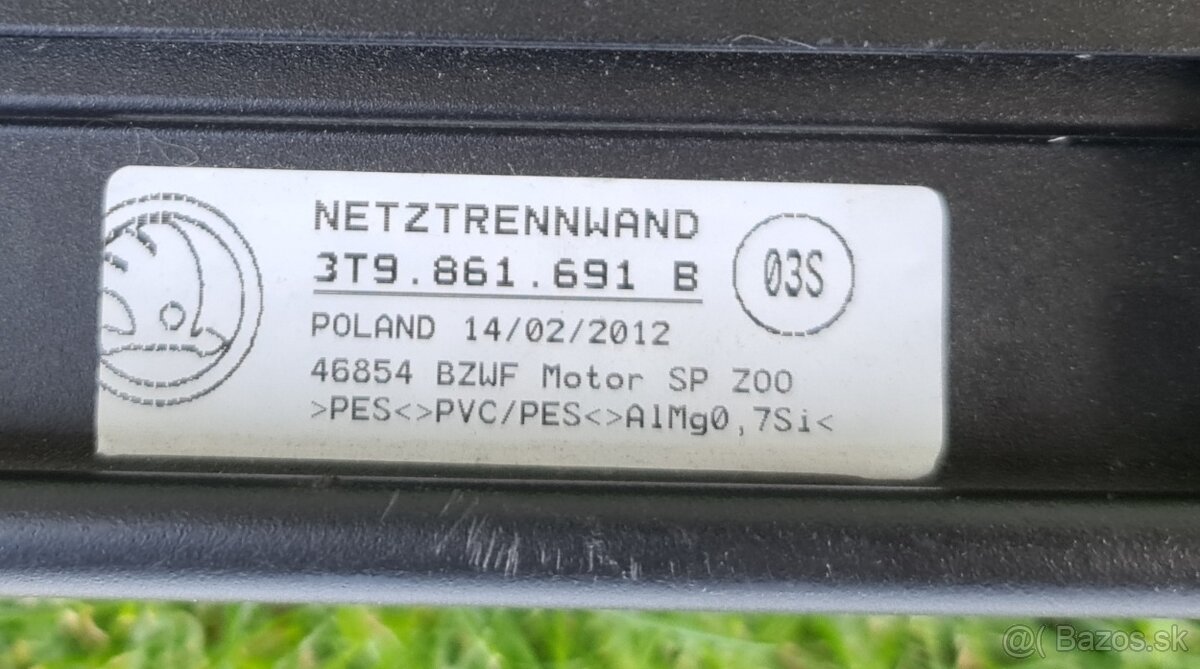 NETZTRENNWAND
3T9.861.691 B
03S
POLAND 14/02/2012
46854 BZWF Motor SP ZOO
>PES<>PVC/PES<>AlMg0,7Si<
@( Bazos.sk